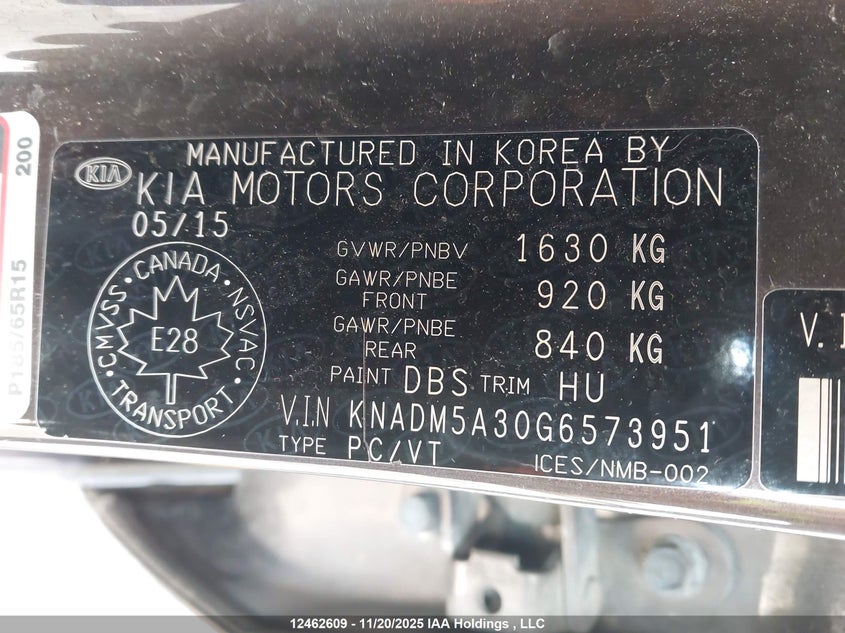 MANUFACTURED IN KOREA BY
KIA
KIA MOTORS CORPORATION
05/15
GVWR/PNBV 1630 KG
GAWR/PNBE FRONT 920 KG
GAWR/PNBE REAR 840 KG
PAINT DBS TRIM HU
V.I.N KNADM5A30G6573951
TYPE PC/VT
ICES/NMB-002
CANADA
CMVSS · NSVAC
E28
TRANSPORT
200
P185/65R15
V.I
12462609 - 11/20/2025 IAA Holdings , LLC